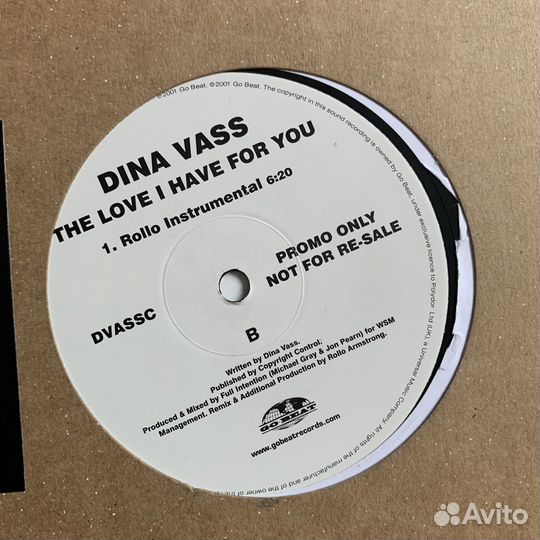 ℗2001 Go Beat. ©2001 Go Beat. The copyright in this sound recording is owned by Go Beat, under exclusive licence to Polydor Ltd (UK), a Universal Music Company. All rights of the manufacturer and of the owner of the
DINA VASS
THE LOVE I HAVE FOR YOU
1. Rollo Instrumental 6:20
PROMO ONLY
NOT FOR RE-SALE
DVASSC
B
Written by Dina Vass.
Published by Copyright Control.
Produced & Mixed by Full Intention (Michael Gray & Jon Pearn) for WSM
Management. Remix & Additional Production by Rollo Armstrong.
GO BEAT
www.gobeatrecords.com
Avito